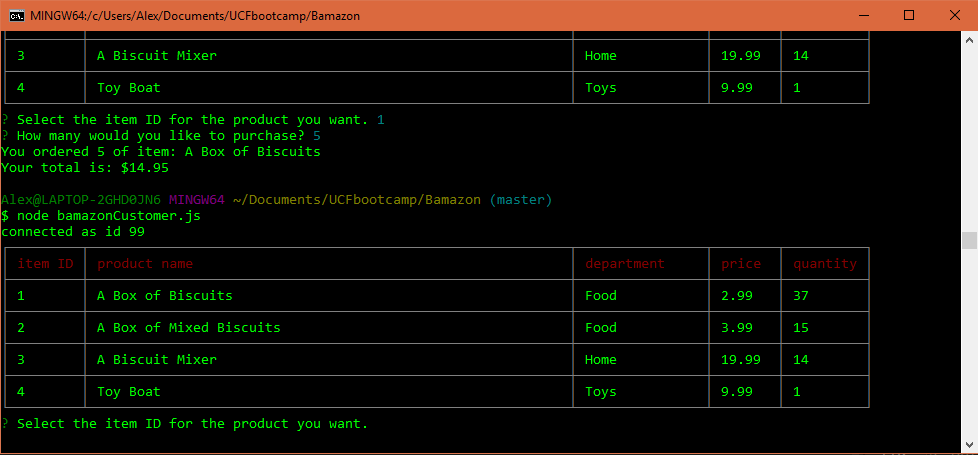 MINGW64:/c/Users/Alex/Documents/UCFbootcamp/Bamazon
3 A Biscuit Mixer Home 19.99 14
4 Toy Boat Toys 9.99 1
? Select the item ID for the product you want. 1
? How many would you like to purchase? 5
You ordered 5 of item: A Box of Biscuits
Your total is: $14.95
Alex@LAPTOP-2GHD0JN6 MINGW64 ~/Documents/UCFbootcamp/Bamazon (master)
$ node bamazonCustomer.js
connected as id 99
item ID product name department price quantity
1 A Box of Biscuits Food 2.99 37
2 A Box of Mixed Biscuits Food 3.99 15
3 A Biscuit Mixer Home 19.99 14
4 Toy Boat Toys 9.99 1
? Select the item ID for the product you want.